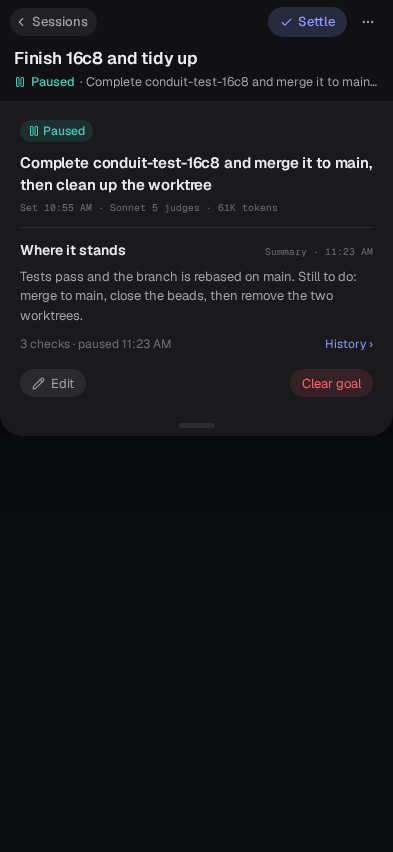 Sessions
Settle
Finish 16c8 and tidy up
Paused · Complete conduit-test-16c8 and merge it to main…
Paused
Complete conduit-test-16c8 and merge it to main,
then clean up the worktree
Set 10:55 AM · Sonnet 5 judges · 61K tokens
Where it stands
Summary · 11:23 AM
Tests pass and the branch is rebased on main. Still to do:
merge to main, close the beads, then remove the two
worktrees.
3 checks · paused 11:23 AM
History ›
Edit
Clear goal